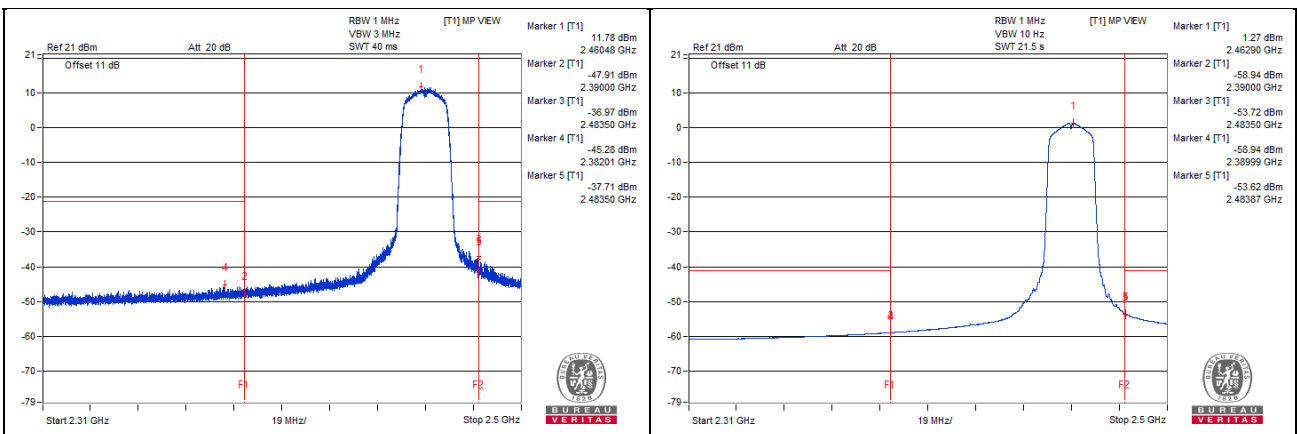 RBW 1 MHz [T1] MP VIEW
VBW 3 MHz
Ref 21 dBm Att 20 dB SWT 40 ms
Offset 11 dB
Marker 1 [T1]
11.78 dBm
2.46048 GHz
Marker 2 [T1]
-47.91 dBm
2.39000 GHz
Marker 3 [T1]
-36.97 dBm
2.48350 GHz
Marker 4 [T1]
-45.28 dBm
2.38201 GHz
Marker 5 [T1]
-37.71 dBm
2.48350 GHz
21
10
0
-10
-20
-30
-40
-50
-60
-70
-79
1
4
2
F1
F2
Start 2.31 GHz 19 MHz/ Stop 2.5 GHz
BUREAU VERITAS
1828
BUREAU
VERITAS
RBW 1 MHz [T1] MP VIEW
VBW 10 Hz
Ref 21 dBm Att 20 dB SWT 21.5 s
Offset 11 dB
Marker 1 [T1]
1.27 dBm
2.46290 GHz
Marker 2 [T1]
-58.94 dBm
2.39000 GHz
Marker 3 [T1]
-53.72 dBm
2.48350 GHz
Marker 4 [T1]
-58.94 dBm
2.38999 GHz
Marker 5 [T1]
-53.62 dBm
2.48387 GHz
21
10
0
-10
-20
-30
-40
-50
-60
-70
-79
1
F1
F2
Start 2.31 GHz 19 MHz/ Stop 2.5 GHz
BUREAU VERITAS
1828
BUREAU
VERITAS